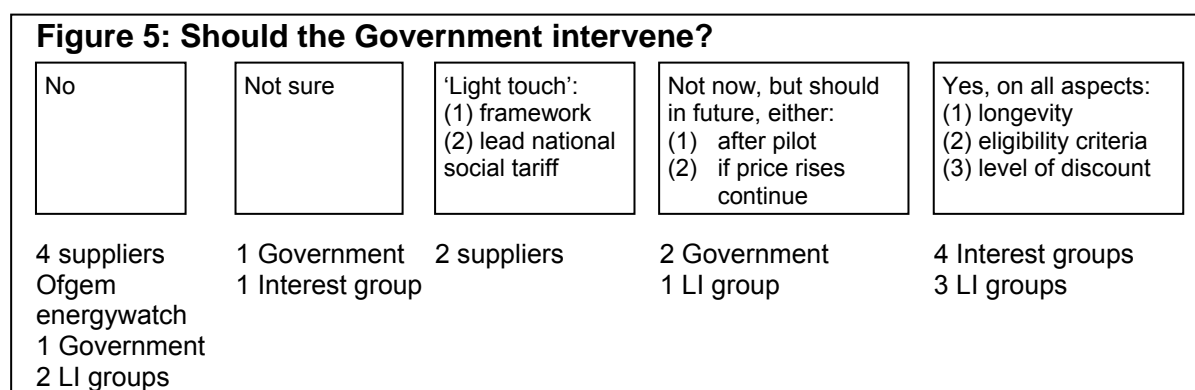 Figure 5: Should the Government intervene?
No
Not sure
‘Light touch’:
(1) framework
(2) lead national
social tariff
Not now, but should
in future, either:
(1) after pilot
(2) if price rises
continue
Yes, on all aspects:
(1) longevity
(2) eligibility criteria
(3) level of discount
4 suppliers
Ofgem
energywatch
1 Government
2 LI groups
1 Government
1 Interest group
2 suppliers
2 Government
1 LI group
4 Interest groups
3 LI groups